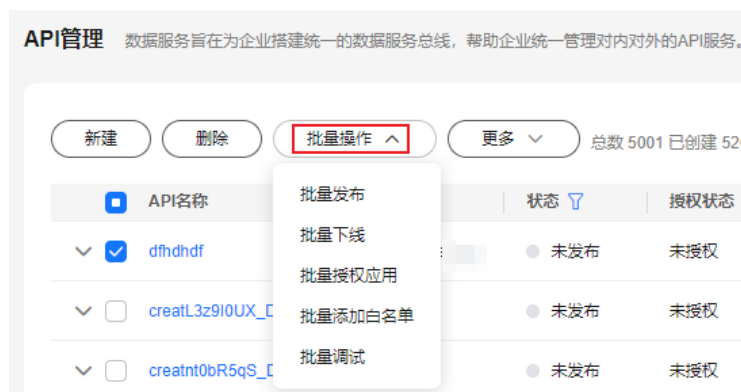 API管理 数据服务旨在为企业搭建统一的数据服务总线，帮助企业统一管理对内对外的API服务。
新建 删除 批量操作 更多 总数 5001 已创建 52
API名称 状态 授权状态
批量发布
批量下线
批量授权应用
批量添加白名单
批量调试
dfhdhdf 未发布 未授权
creatL3z9I0UX_D 未发布 未授权
creatnt0bR5qS_D 未发布 未授权